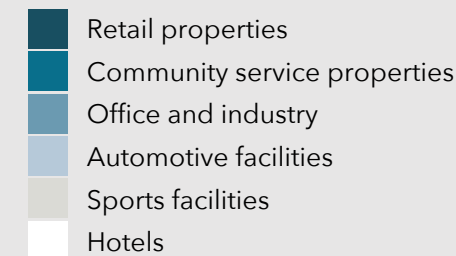 Retail properties
Community service properties
Office and industry
Automotive facilities
Sports facilities
Hotels